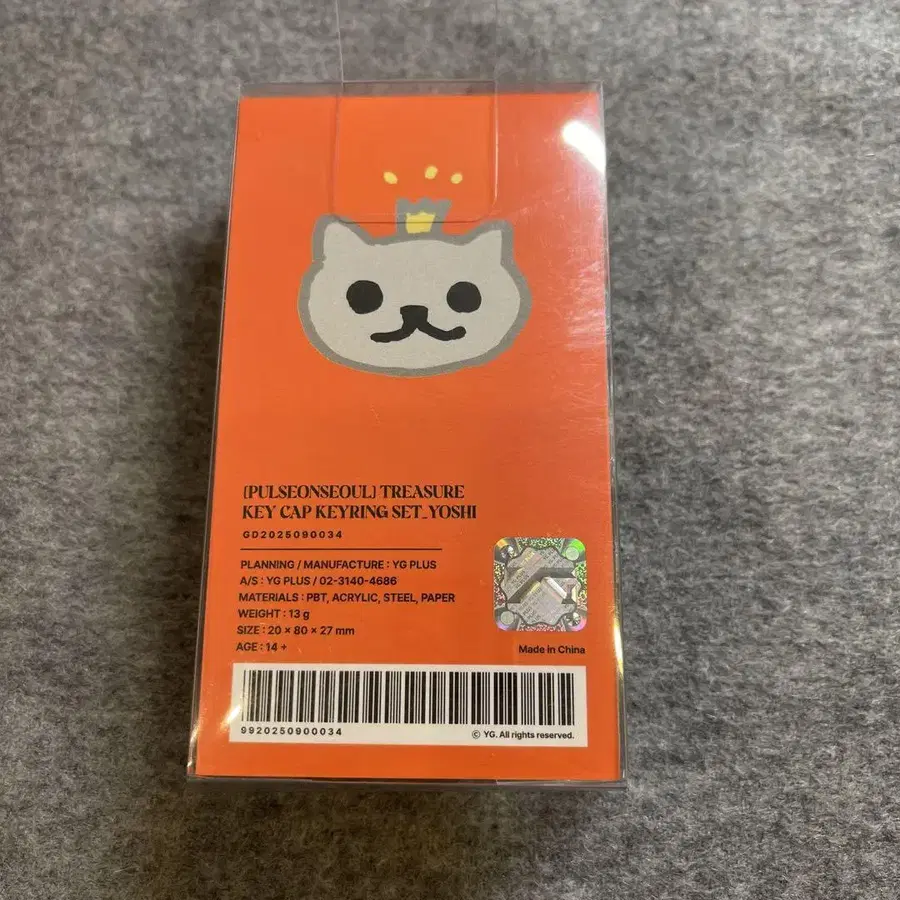 [PULSEONSEOUL] TREASURE
KEY CAP KEYRING SET_YOSHI
GD2025090034
PLANNING / MANUFACTURE : YG PLUS
A/S : YG PLUS / 02-3140-4686
MATERIALS : PBT, ACRYLIC, STEEL, PAPER
WEIGHT : 13 g
SIZE : 20 × 80 × 27 mm
AGE : 14 +
Made in China
9920250900034
© YG. All rights reserved.